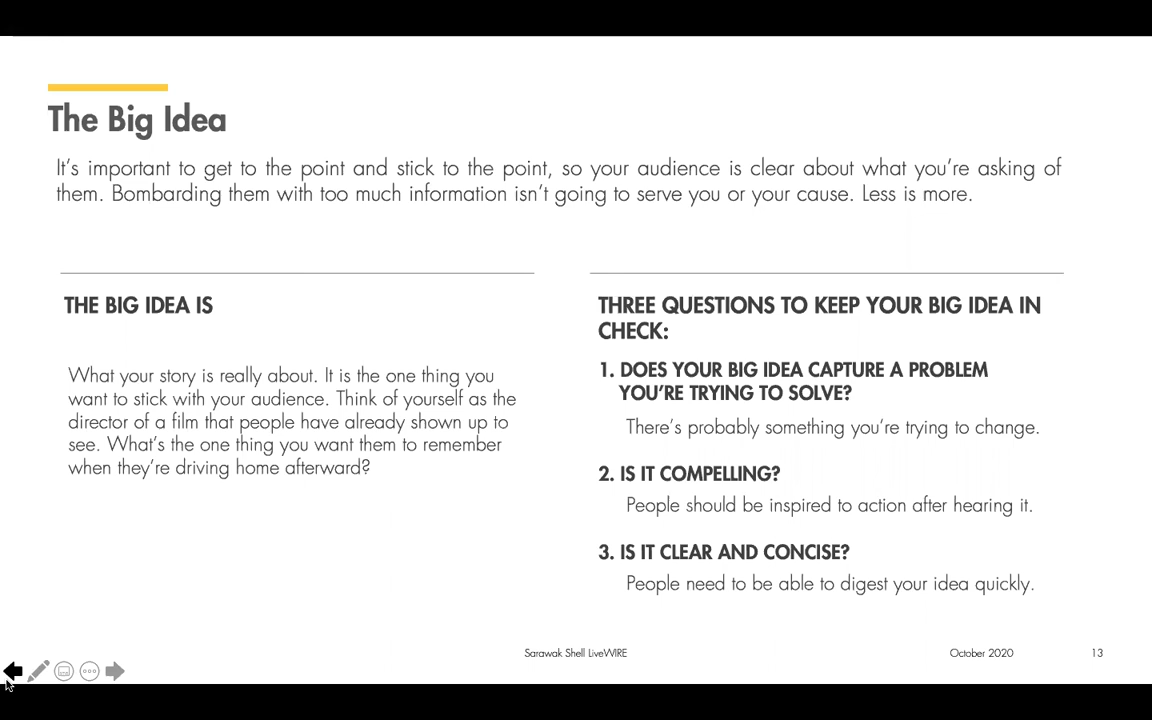 The Big Idea
It's important to get to the point and stick to the point, so your audience is clear about what you're asking of
them. Bombarding them with too much information isn't going to serve you or your cause. Less is more.
THE BIG IDEA IS
What your story is really about. It is the one thing you
want to stick with your audience. Think of yourself as the
director of a film that people have already shown up to
see. What's the one thing you want them to remember
when they're driving home afterward?
THREE QUESTIONS TO KEEP YOUR BIG IDEA IN
CHECK:
1. DOES YOUR BIG IDEA CAPTURE A PROBLEM
YOU'RE TRYING TO SOLVE?
There's probably something you're trying to change.
2. IS IT COMPELLING?
People should be inspired to action after hearing it.
3. IS IT CLEAR AND CONCISE?
People need to be able to digest your idea quickly.
Sarawak Shell LiveWIRE
October 2020
13